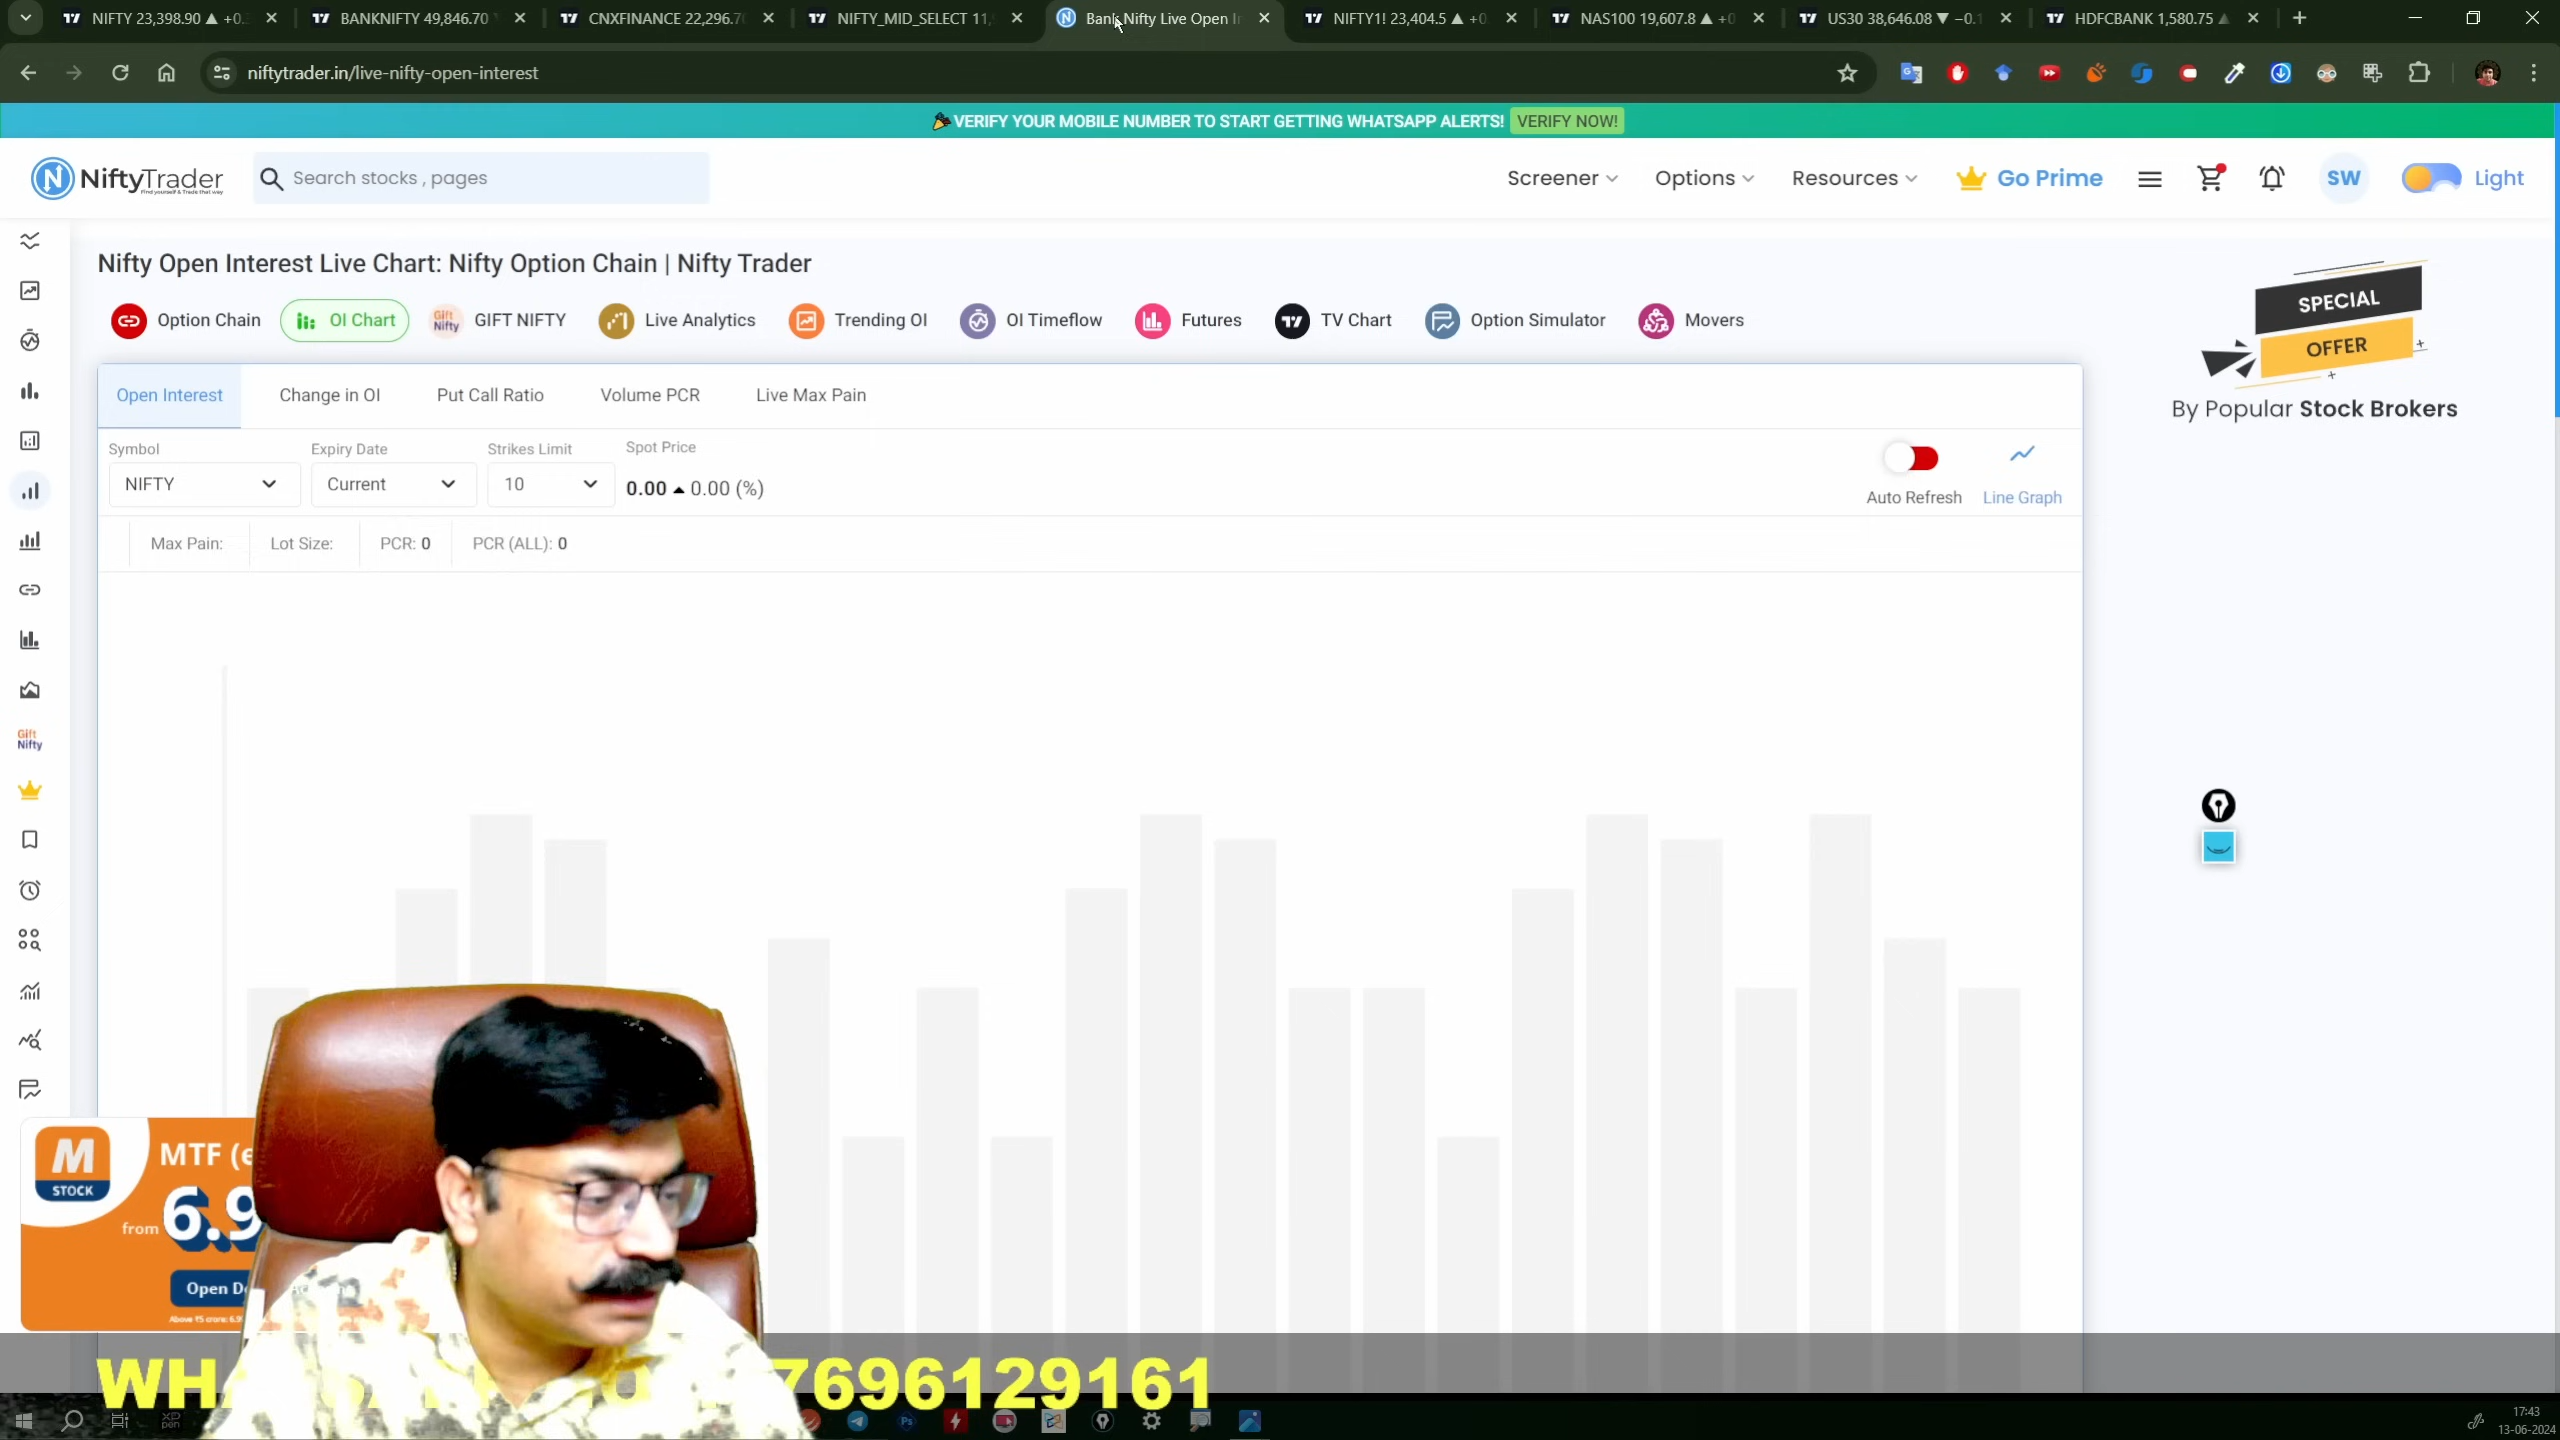 NIFTY 23,398.90 ▲ +0.
BANKNIFTY 49,846.70
CNXFINANCE 22,296.70
NIFTY_MID_SELECT 11,
Bank Nifty Live Open In
NIFTY1! 23,404.5 ▲ +0
NAS100 19,607.8 ▲ +0
US30 38,646.08 ▼ −0.1
HDFCBANK 1,580.75 ▲
niftytrader.in/live-nifty-open-interest
VERIFY YOUR MOBILE NUMBER TO START GETTING WHATSAPP ALERTS! VERIFY NOW!
NiftyTrader
Search stocks , pages
Screener
Options
Resources
Go Prime
SW
Light
Nifty Open Interest Live Chart: Nifty Option Chain | Nifty Trader
Option Chain
OI Chart
Gift Nifty
GIFT NIFTY
Live Analytics
Trending OI
OI Timeflow
Futures
TV Chart
Option Simulator
Movers
SPECIAL
OFFER
By Popular Stock Brokers
Open Interest
Change in OI
Put Call Ratio
Volume PCR
Live Max Pain
Symbol
Expiry Date
Strikes Limit
Spot Price
NIFTY
Current
10
0.00 ▲ 0.00 (%)
Auto Refresh
Line Graph
Max Pain:
Lot Size:
PCR: 0
PCR (ALL): 0
Gift
Nifty
M
STOCK
MTF (e
from 6.9
Open De
WHA
7696129161
17:43
13-06-2024